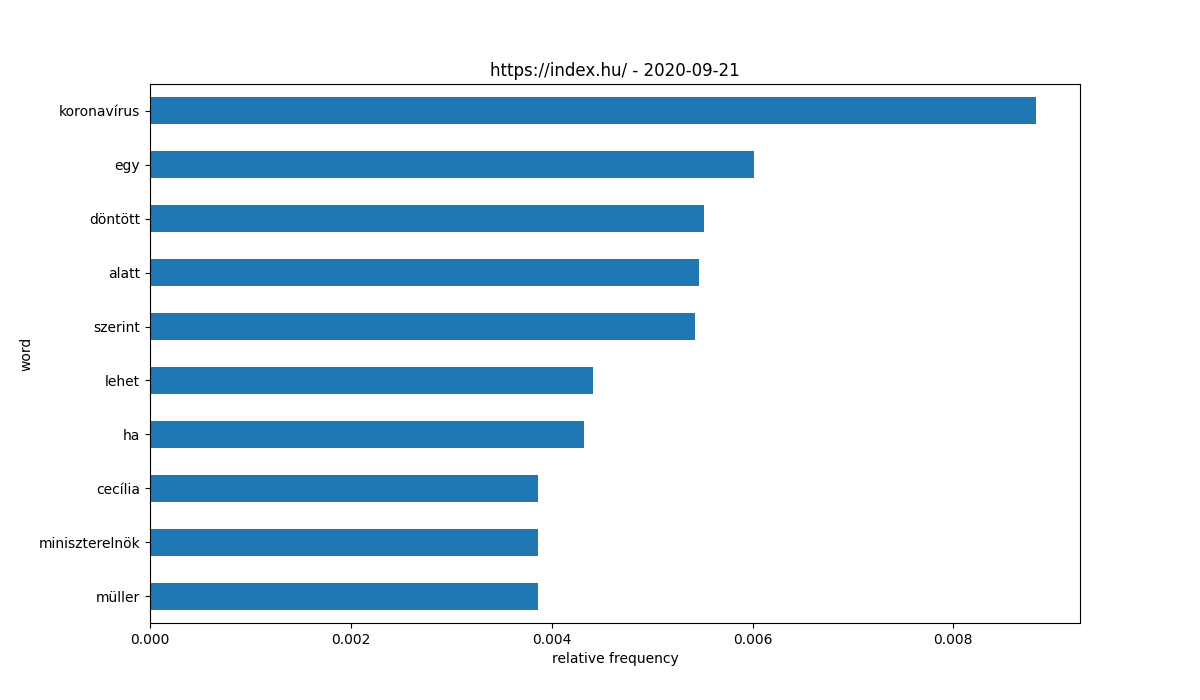 https://index.hu/ - 2020-09-21
koronavírus
egy
döntött
alatt
szerint
lehet
ha
cecília
miniszterelnök
müller
word
0.000 0.002 0.004 0.006 0.008
relative frequency